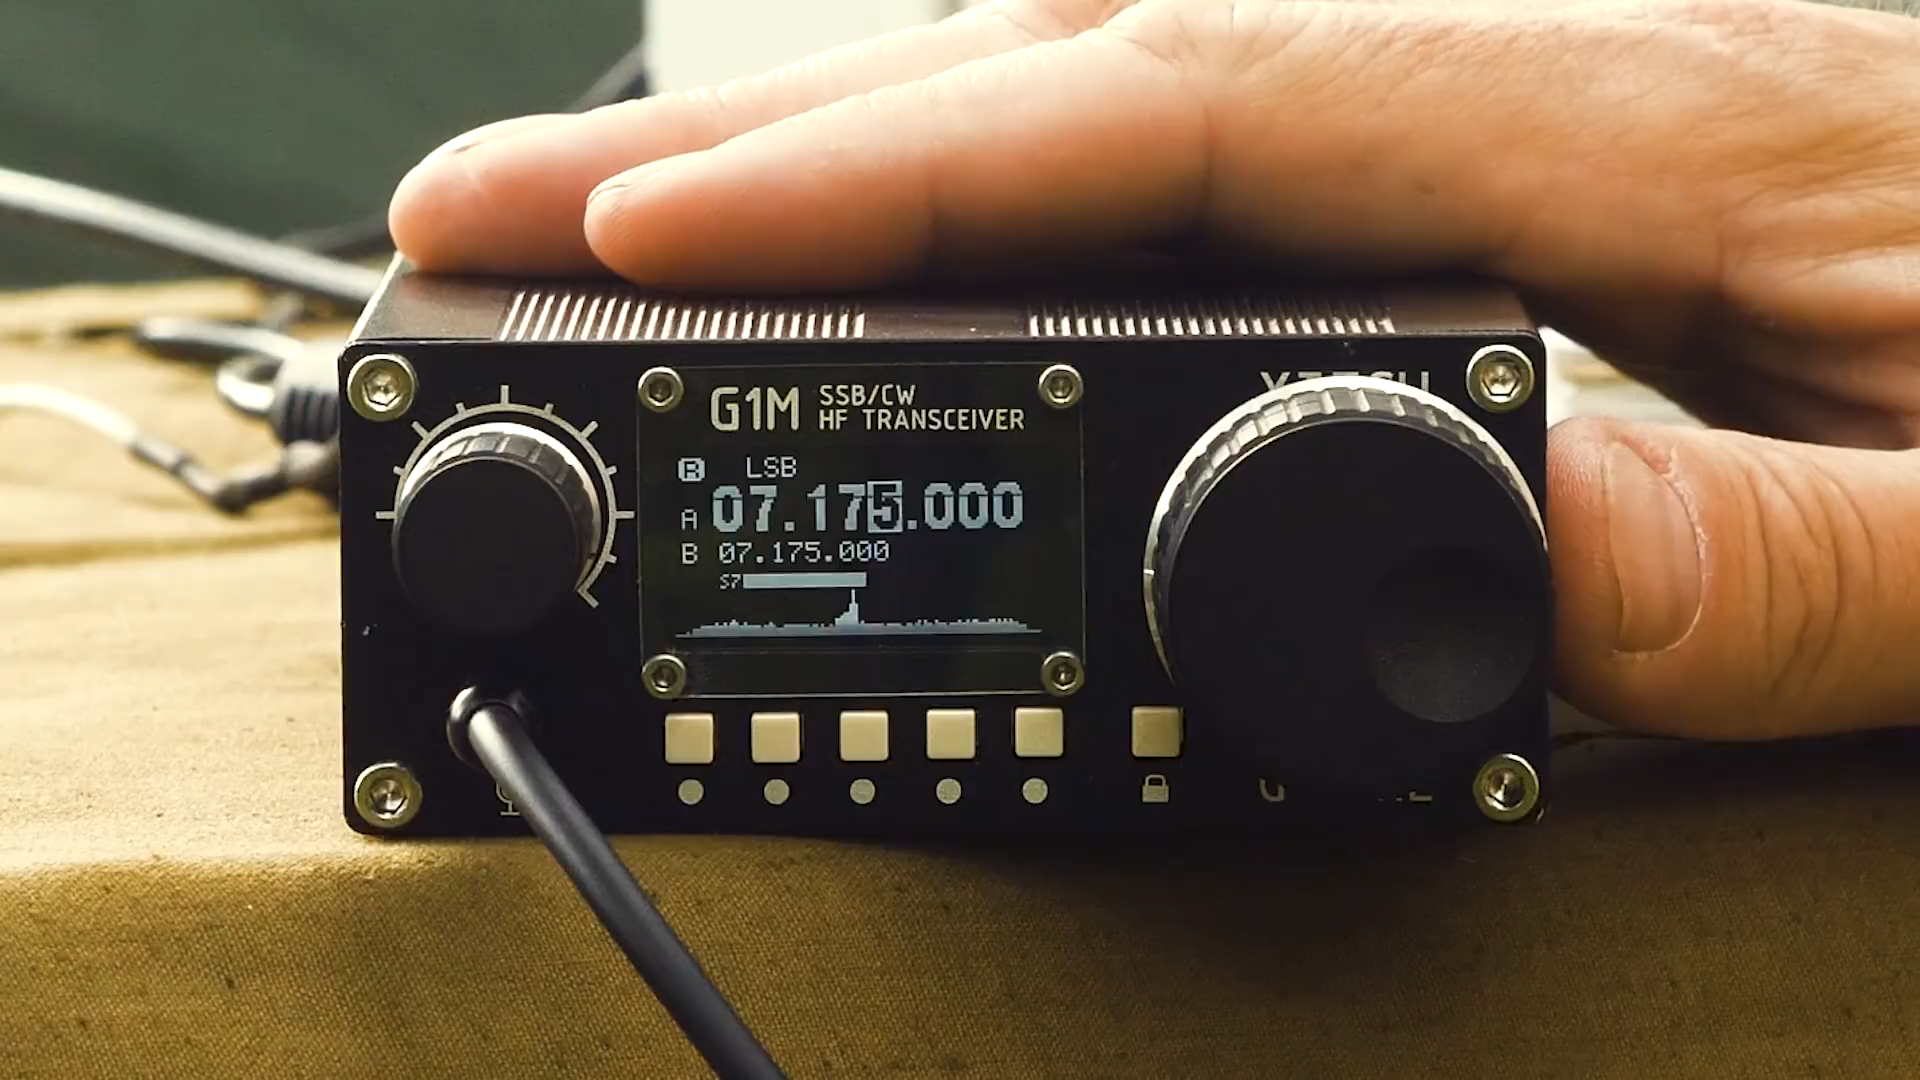 G1M SSB/CW
HF TRANSCEIVER
R LSB
A 07.175.000
B 07.175.000
S7